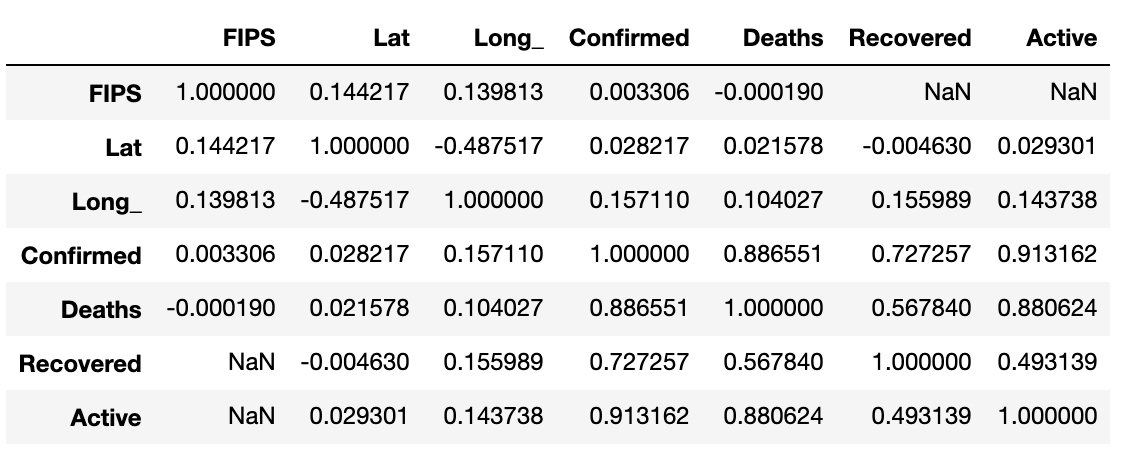 FIPS Lat Long_ Confirmed Deaths Recovered Active
FIPS 1.000000 0.144217 0.139813 0.003306 -0.000190 NaN NaN
Lat 0.144217 1.000000 -0.487517 0.028217 0.021578 -0.004630 0.029301
Long_ 0.139813 -0.487517 1.000000 0.157110 0.104027 0.155989 0.143738
Confirmed 0.003306 0.028217 0.157110 1.000000 0.886551 0.727257 0.913162
Deaths -0.000190 0.021578 0.104027 0.886551 1.000000 0.567840 0.880624
Recovered NaN -0.004630 0.155989 0.727257 0.567840 1.000000 0.493139
Active NaN 0.029301 0.143738 0.913162 0.880624 0.493139 1.000000